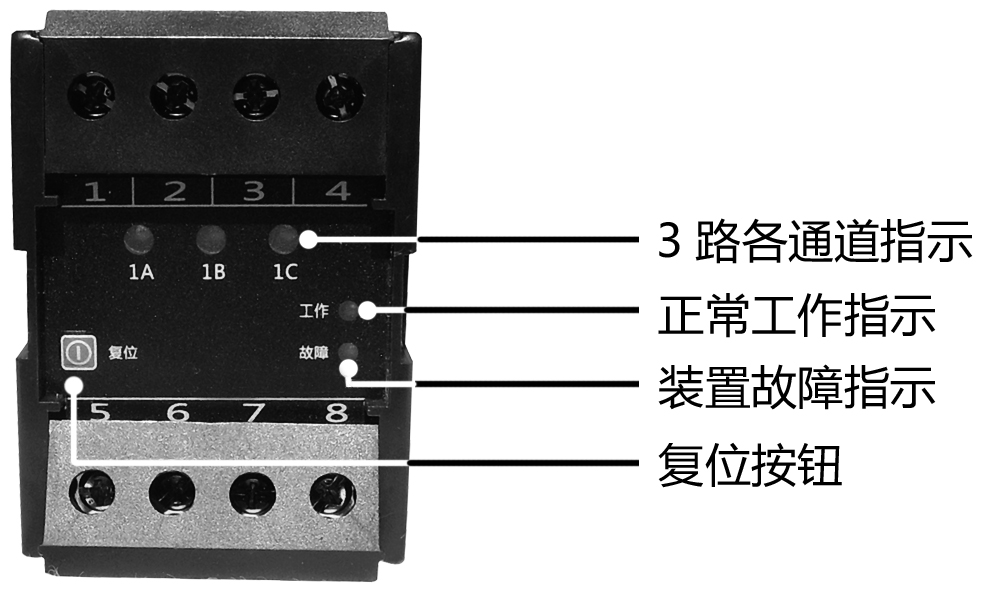 1 2 3 4
3 路各通道指示
1A 1B 1C
工作
正常工作指示
复位
故障
装置故障指示
5 6 7 8
复位按钮